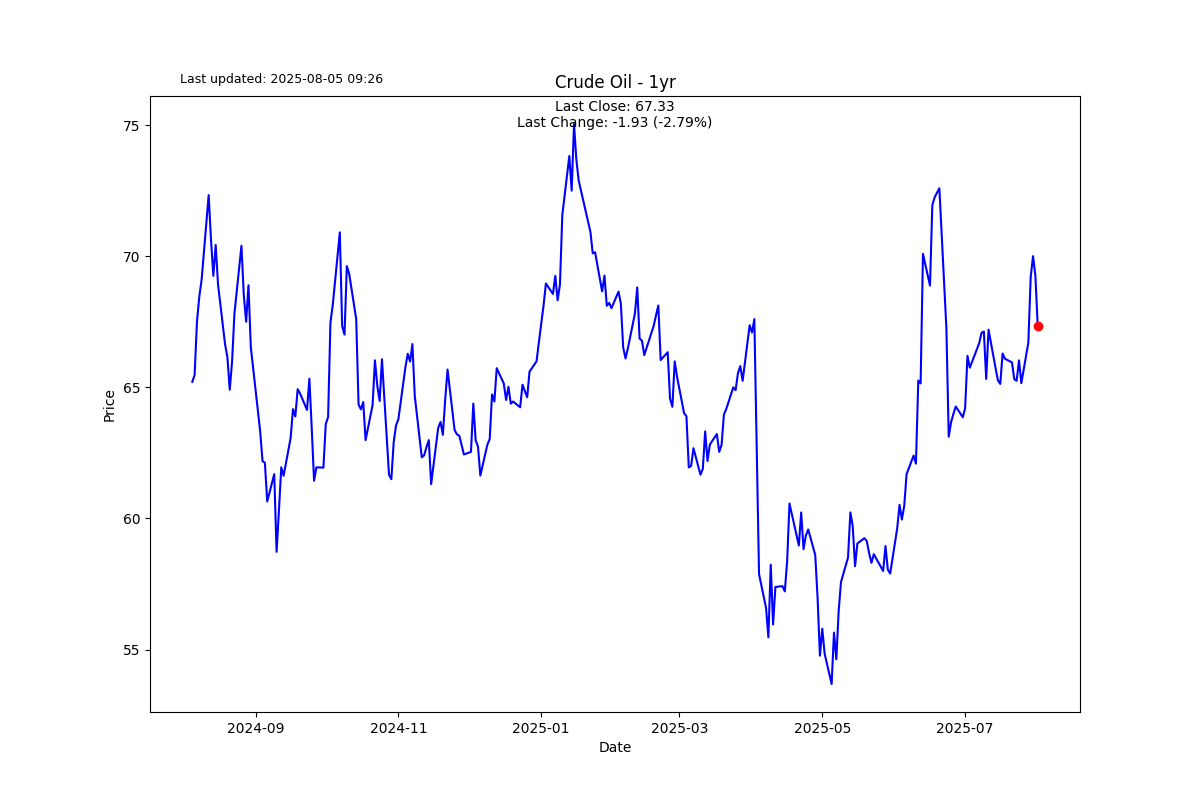 Last updated: 2025-08-05 09:26
Crude Oil - 1yr
Last Close: 67.33
Last Change: -1.93 (-2.79%)
75
70
65
60
55
Price
2024-09
2024-11
2025-01
2025-03
2025-05
2025-07
Date